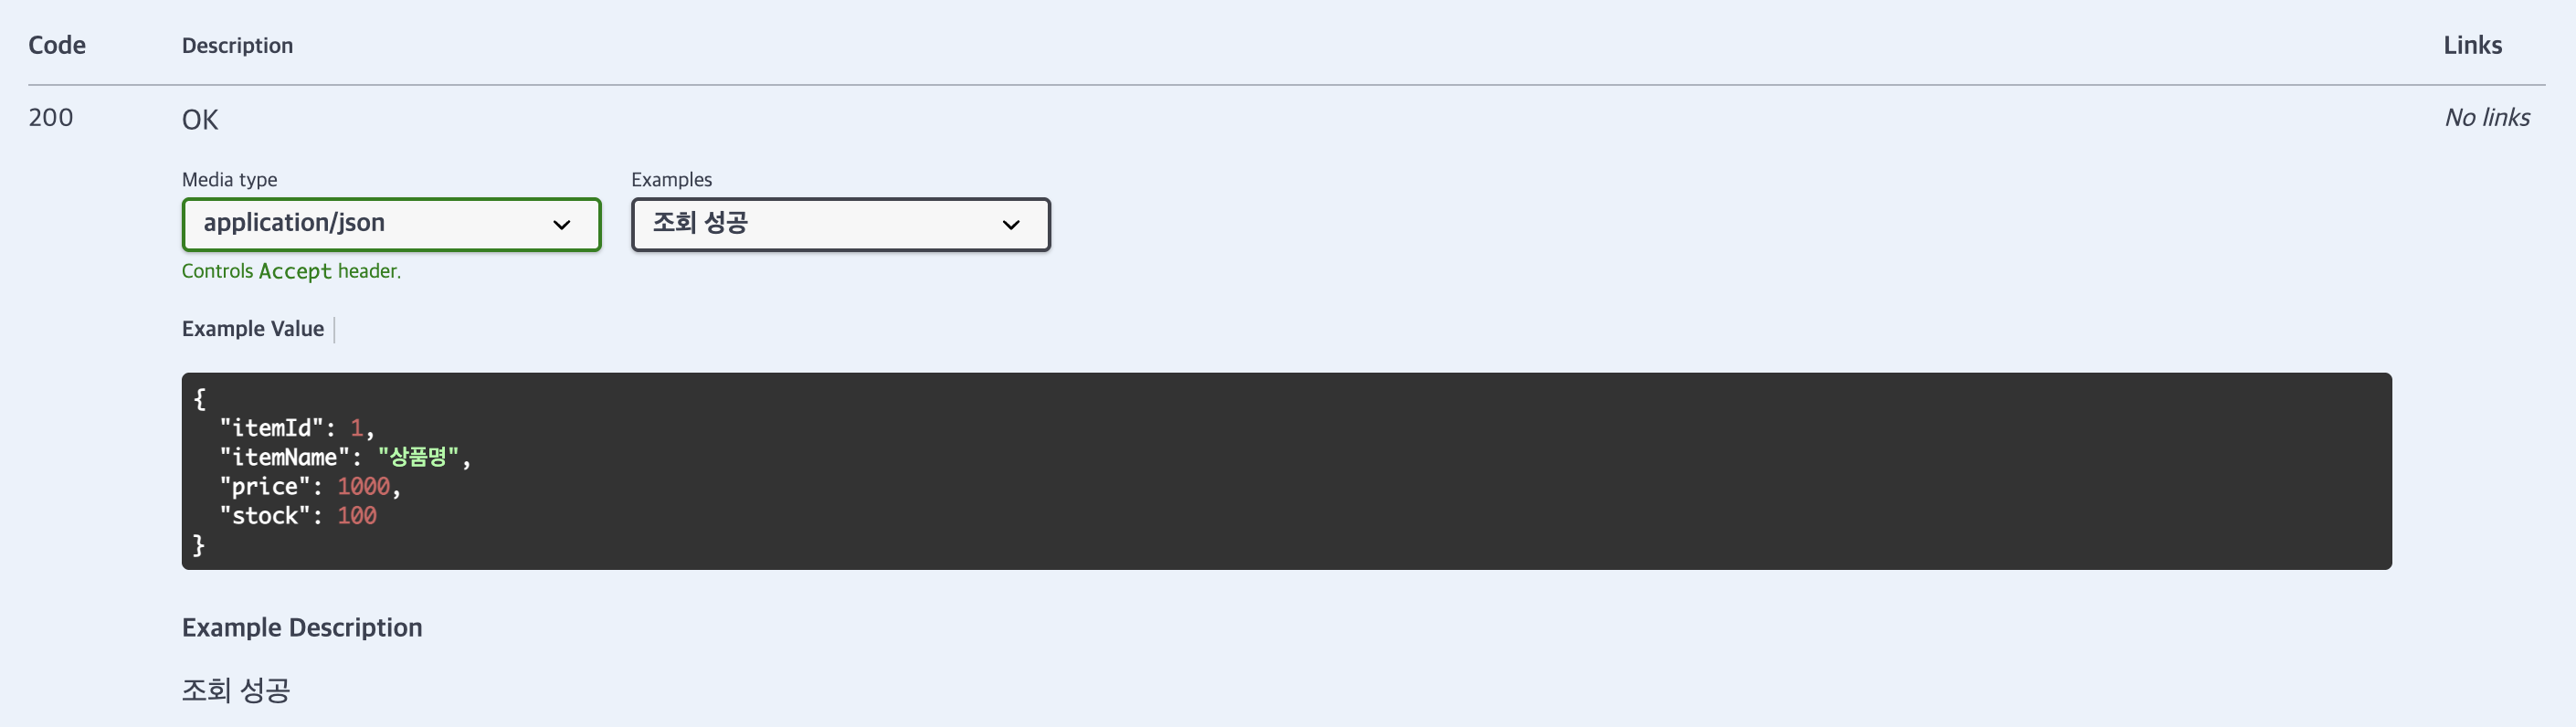 Code Description Links
200 OK No links
Media type Examples
application/json 조회 성공
Controls Accept header.
Example Value
{
"itemId": 1,
"itemName": "상품명",
"price": 1000,
"stock": 100
}
Example Description
조회 성공